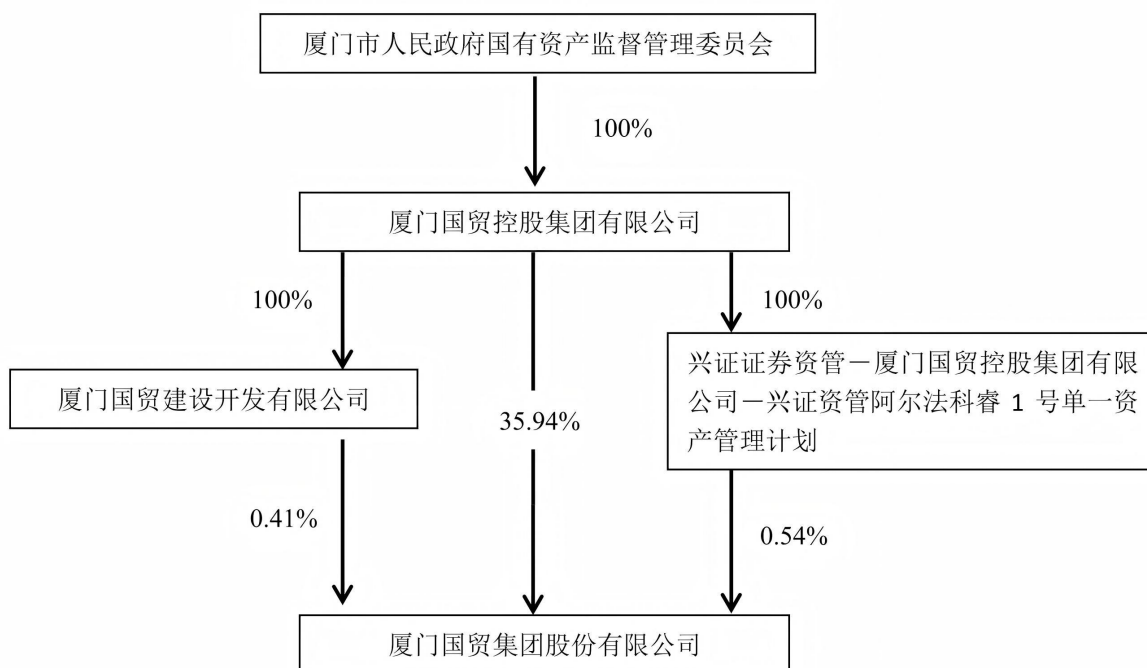 厦门市人民政府国有资产监督管理委员会
100%
厦门国贸控股集团有限公司
100%
100%
厦门国贸建设开发有限公司
35.94%
兴证证券资管－厦门国贸控股集团有限
公司－兴证资管阿尔法科睿 1 号单一资
产管理计划
0.41%
0.54%
厦门国贸集团股份有限公司